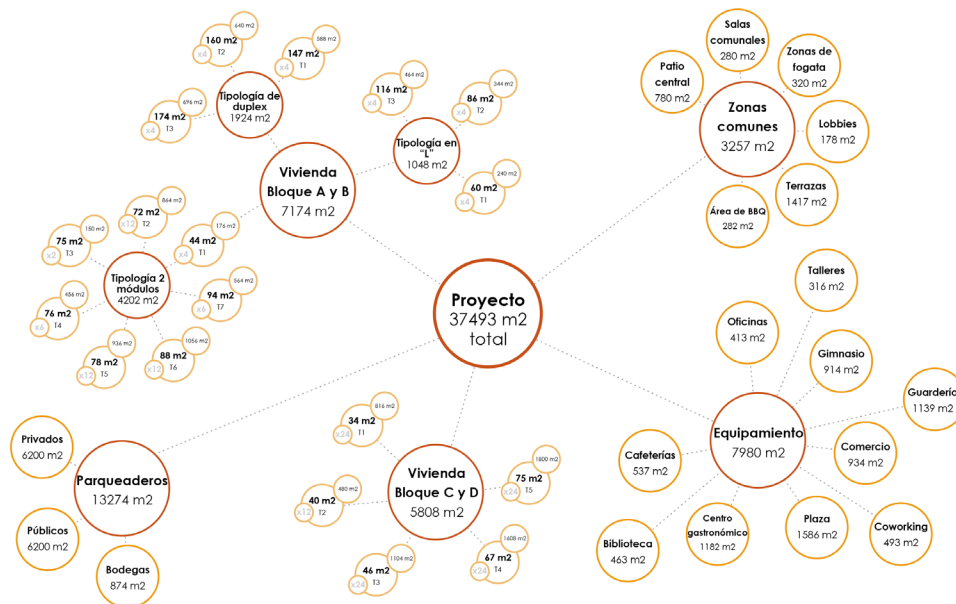 Proyecto
37493 m2
total
Vivienda
Bloque A y B
7174 m2
Tipología de
duplex
1924 m2
160 m2
T2
x4
640 m2
147 m2
T1
x4
588 m2
174 m2
T3
x4
696 m2
Tipología en
"L"
1048 m2
116 m2
T3
x4
464 m2
86 m2
T2
x4
344 m2
60 m2
T1
x4
240 m2
Tipología 2
módulos
4202 m2
72 m2
T2
x12
864 m2
75 m2
T3
x2
150 m2
44 m2
T1
x4
176 m2
76 m2
T4
x6
456 m2
94 m2
T7
x6
564 m2
78 m2
T5
x12
936 m2
88 m2
T6
x12
1056 m2
Zonas
comunes
3257 m2
Salas
comunales
280 m2
Patio
central
780 m2
Zonas de
fogata
320 m2
Lobbies
178 m2
Terrazas
1417 m2
Área de BBQ
282 m2
Equipamiento
7980 m2
Talleres
316 m2
Oficinas
413 m2
Gimnasio
914 m2
Guardería
1139 m2
Cafeterías
537 m2
Comercio
934 m2
Biblioteca
463 m2
Centro
gastronómico
1182 m2
Plaza
1586 m2
Coworking
493 m2
Parqueaderos
13274 m2
Privados
6200 m2
Públicos
6200 m2
Bodegas
874 m2
Vivienda
Bloque C y D
5808 m2
34 m2
T1
x24
816 m2
40 m2
T2
x12
480 m2
75 m2
T5
x24
1800 m2
46 m2
T3
x24
1104 m2
67 m2
T4
x24
1608 m2